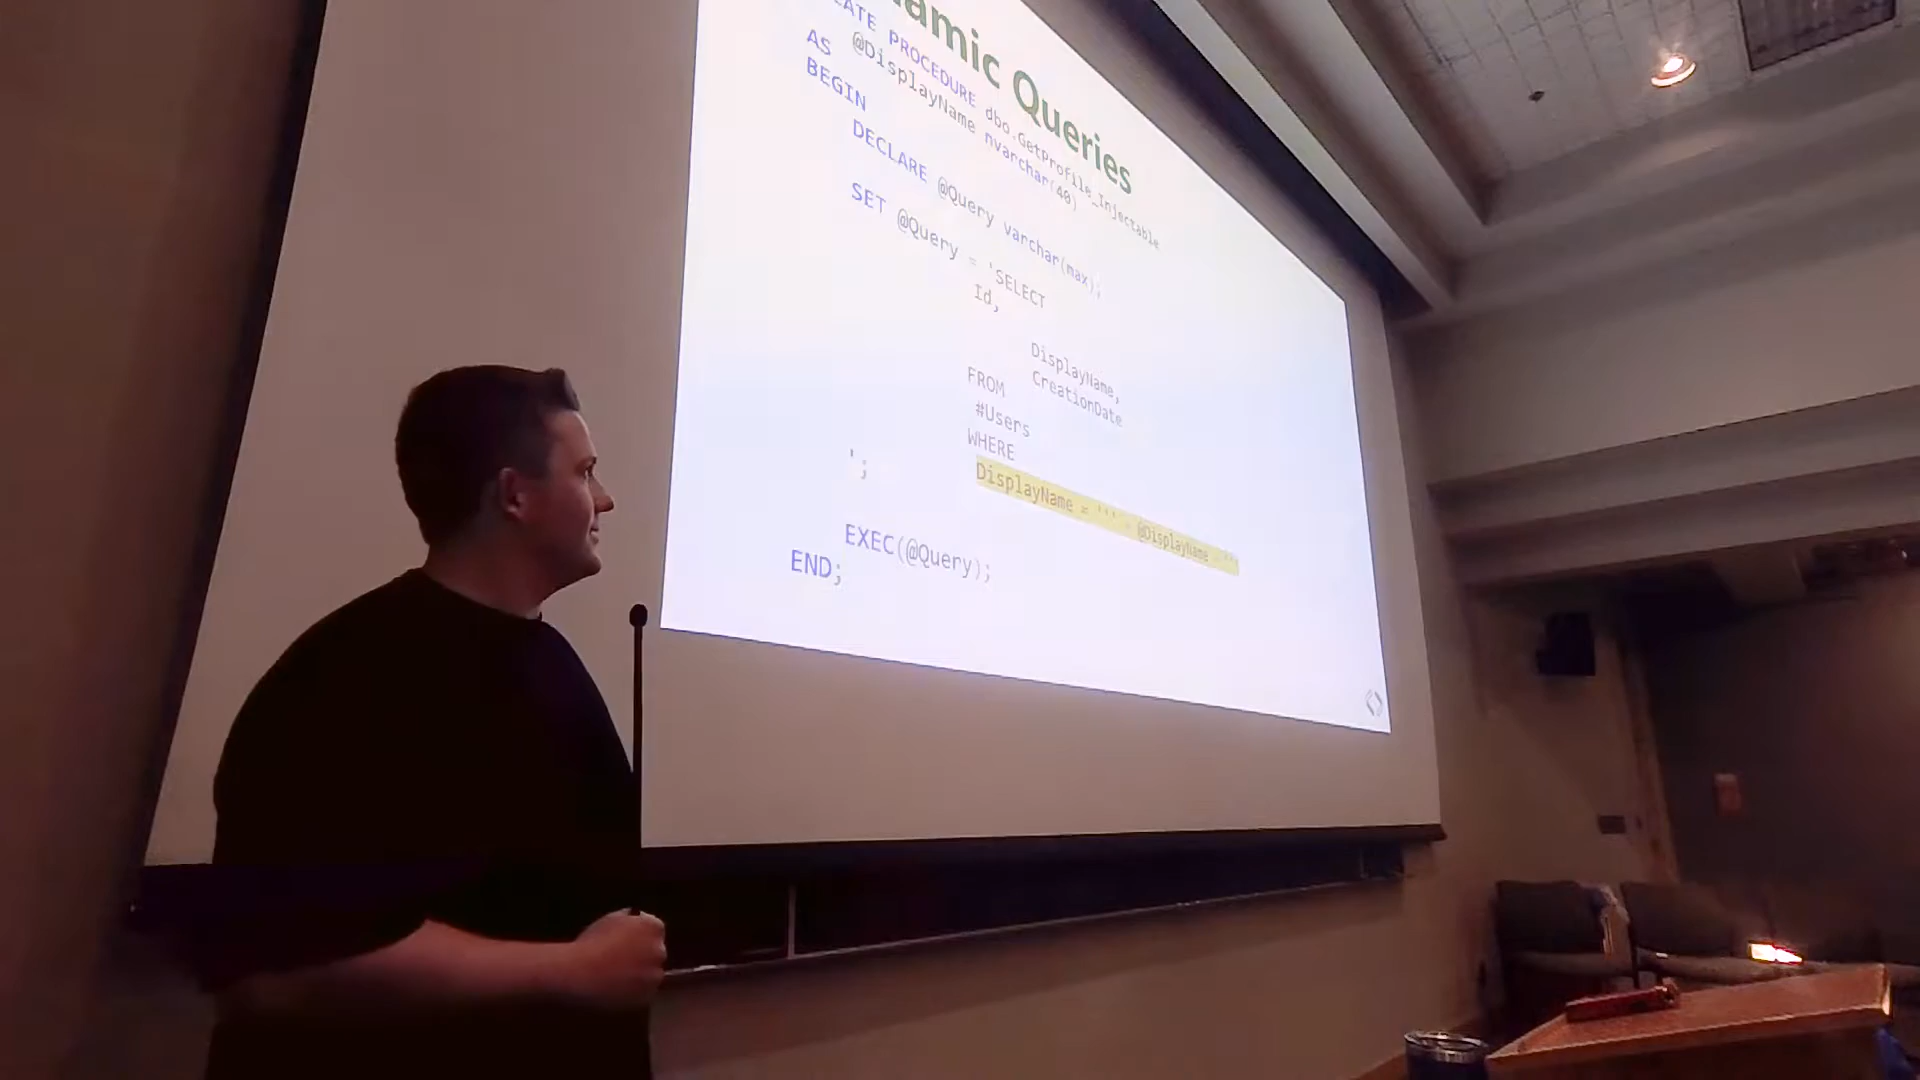 amic Queries
ATE PROCEDURE dbo.GetProfile_Injectable
@DisplayName nvarchar(40)
AS
BEGIN
DECLARE @Query varchar(max);
SET @Query = 'SELECT
Id,
DisplayName,
CreationDate
FROM
#Users
WHERE
DisplayName = ''' + @DisplayName
';
EXEC(@Query);
END;